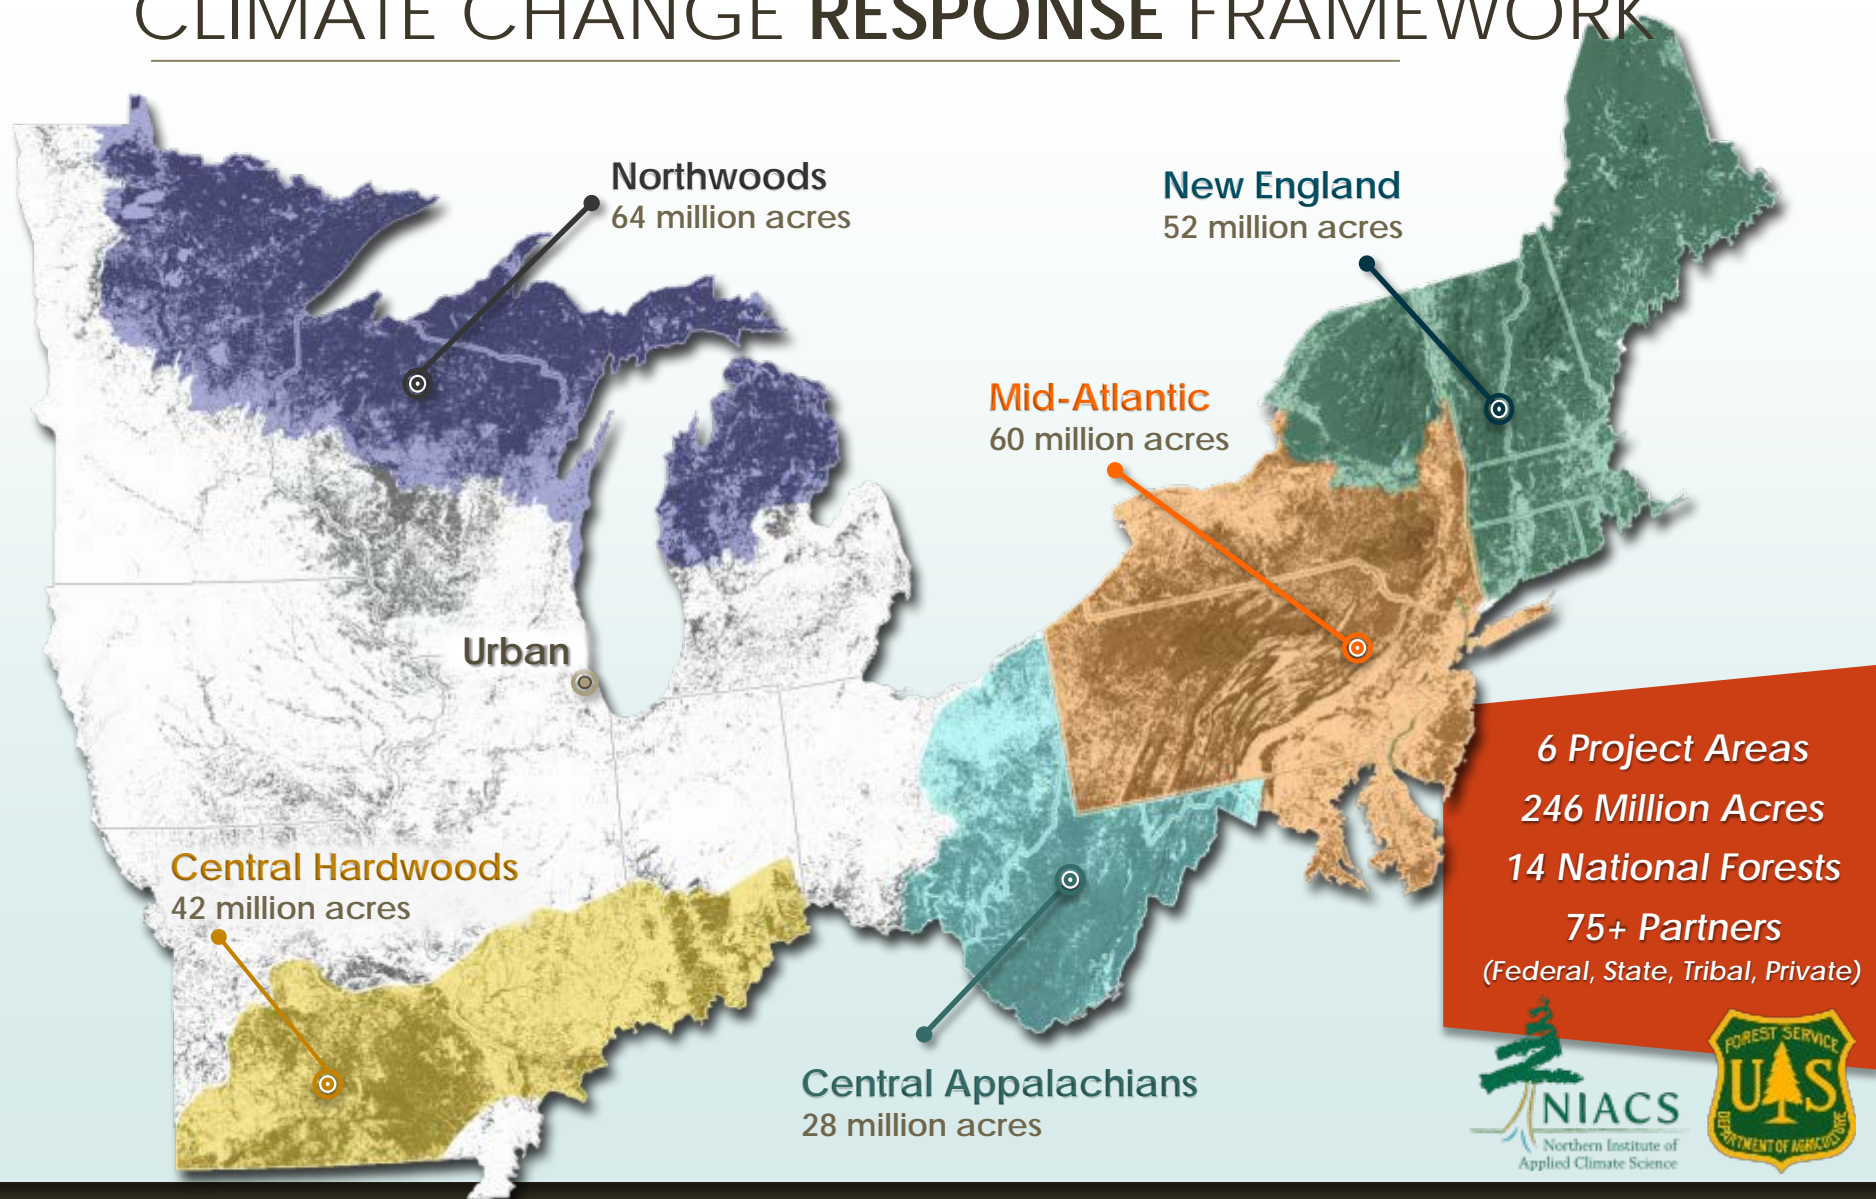 CLIMATE CHANGE RESPONSE FRAMEWORK
Northwoods
64 million acres
New England
52 million acres
Mid-Atlantic
60 million acres
Urban
Central Hardwoods
42 million acres
Central Appalachians
28 million acres
6 Project Areas
246 Million Acres
14 National Forests
75+ Partners
(Federal, State, Tribal, Private)
NIACS
Northern Institute of
Applied Climate Science
FOREST SERVICE
UAS
DEPARTMENT OF AGRICULTURE